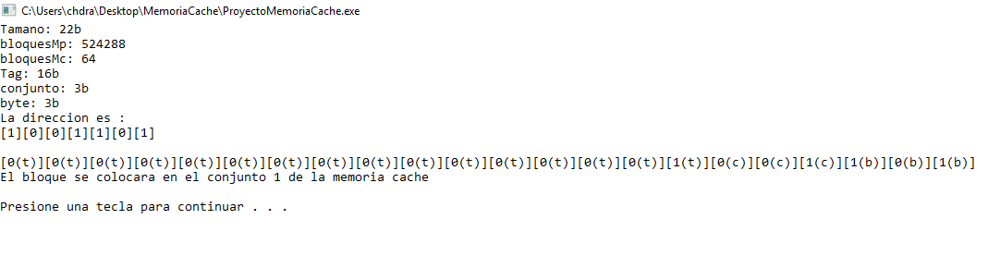 C:\Users\chdra\Desktop\MemoriaCache\ProyectoMemoriaCache.exe
Tamano: 22b
bloquesMp: 524288
bloquesMc: 64
Tag: 16b
conjunto: 3b
byte: 3b
La direccion es :
[1][0][0][1][1][0][1]
[0(t)][0(t)][0(t)][0(t)][0(t)][0(t)][0(t)][0(t)][0(t)][0(t)][0(t)][0(t)][0(t)][0(t)][0(t)][1(t)][0(c)][0(c)][1(c)][1(b)][0(b)][1(b)]
El bloque se colocara en el conjunto 1 de la memoria cache
Presione una tecla para continuar . . .